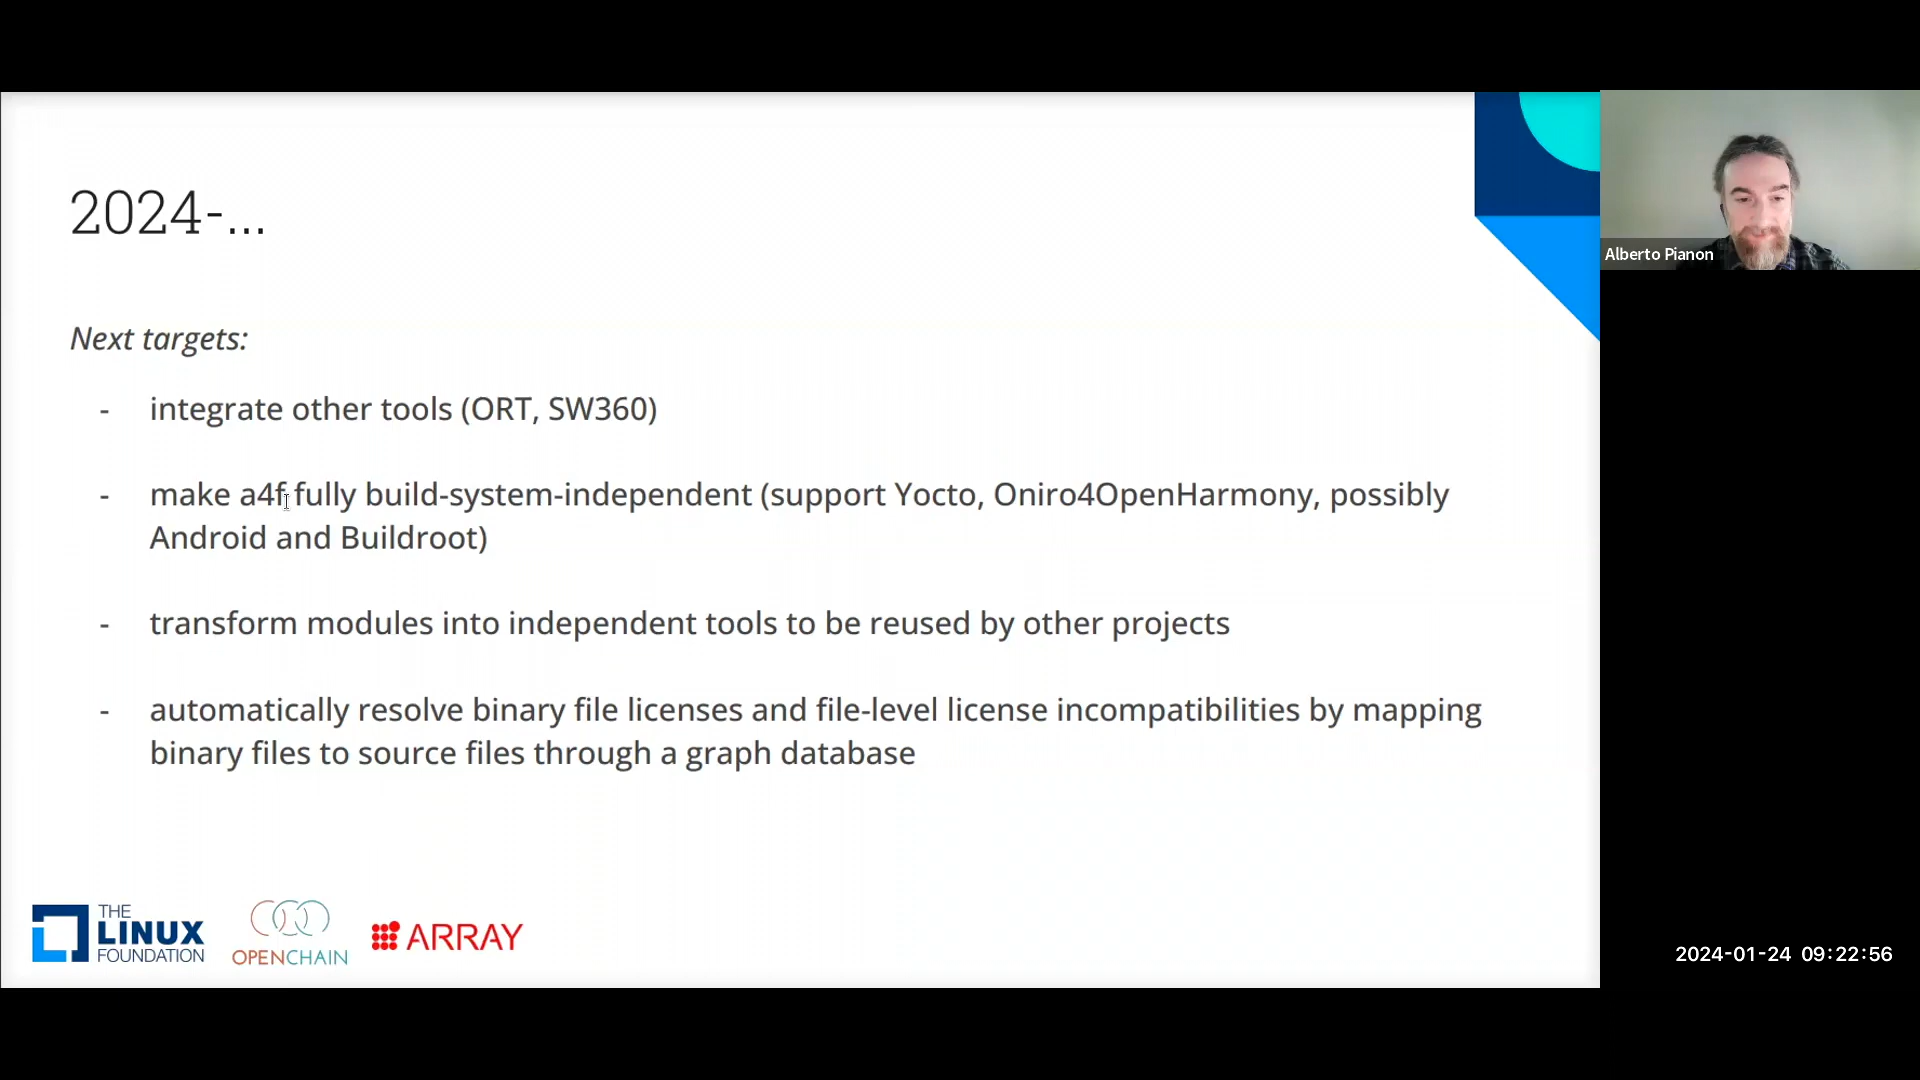 2024-...
Next targets:
- integrate other tools (ORT, SW360)
- make a4f fully build-system-independent (support Yocto, Oniro4OpenHarmony, possibly
Android and Buildroot)
- transform modules into independent tools to be reused by other projects
- automatically resolve binary file licenses and file-level license incompatibilities by mapping
binary files to source files through a graph database
THE
LINUX
FOUNDATION
OPENCHAIN
ARRAY
Alberto Pianon
2024-01-24 09:22:56